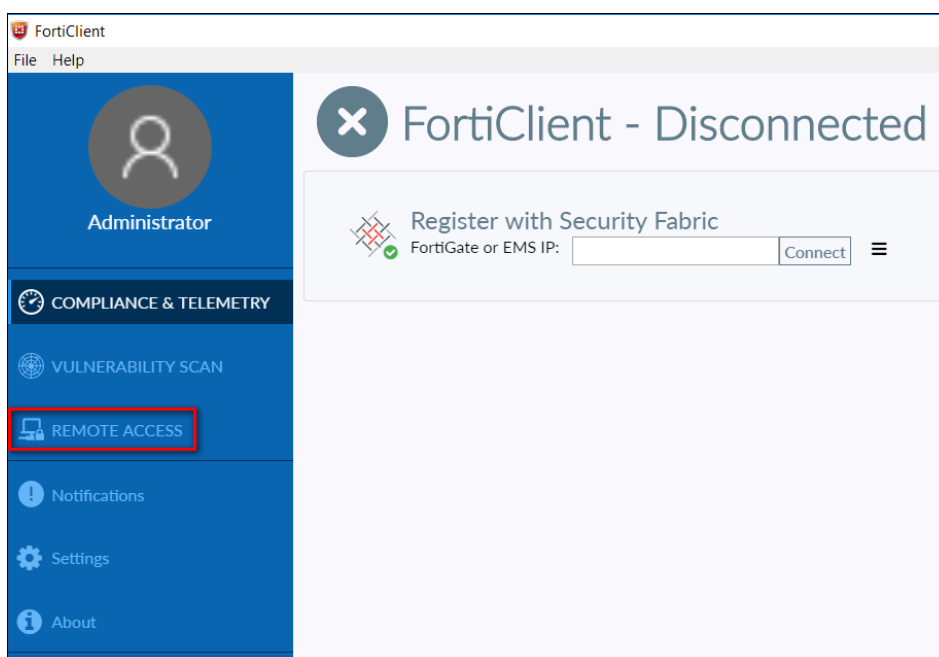 FortiClient
File Help
Administrator
COMPLIANCE & TELEMETRY
VULNERABILITY SCAN
REMOTE ACCESS
Notifications
Settings
About
FortiClient - Disconnected
Register with Security Fabric
FortiGate or EMS IP: Connect